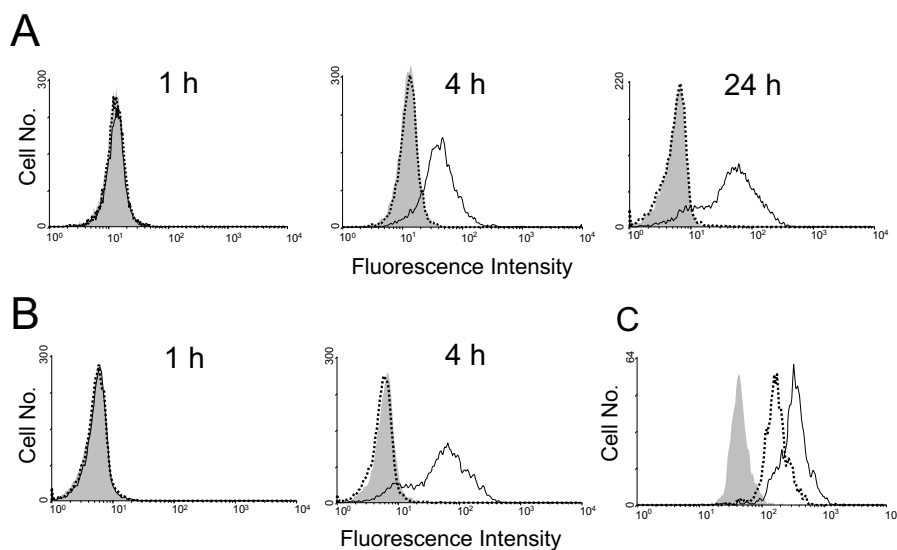 A
1 h
4 h
24 h
300
300
220
Cell No.
0
0
0
10⁰ 10¹ 10² 10³ 10⁴
10⁰ 10¹ 10² 10³ 10⁴
10⁰ 10¹ 10² 10³ 10⁴
Fluorescence Intensity
B
C
1 h
4 h
300
300
64
Cell No.
Cell No.
0
0
0
10⁰ 10¹ 10² 10³ 10⁴
10⁰ 10¹ 10² 10³ 10⁴
10⁰ 10¹ 10² 10³ 10
Fluorescence Intensity